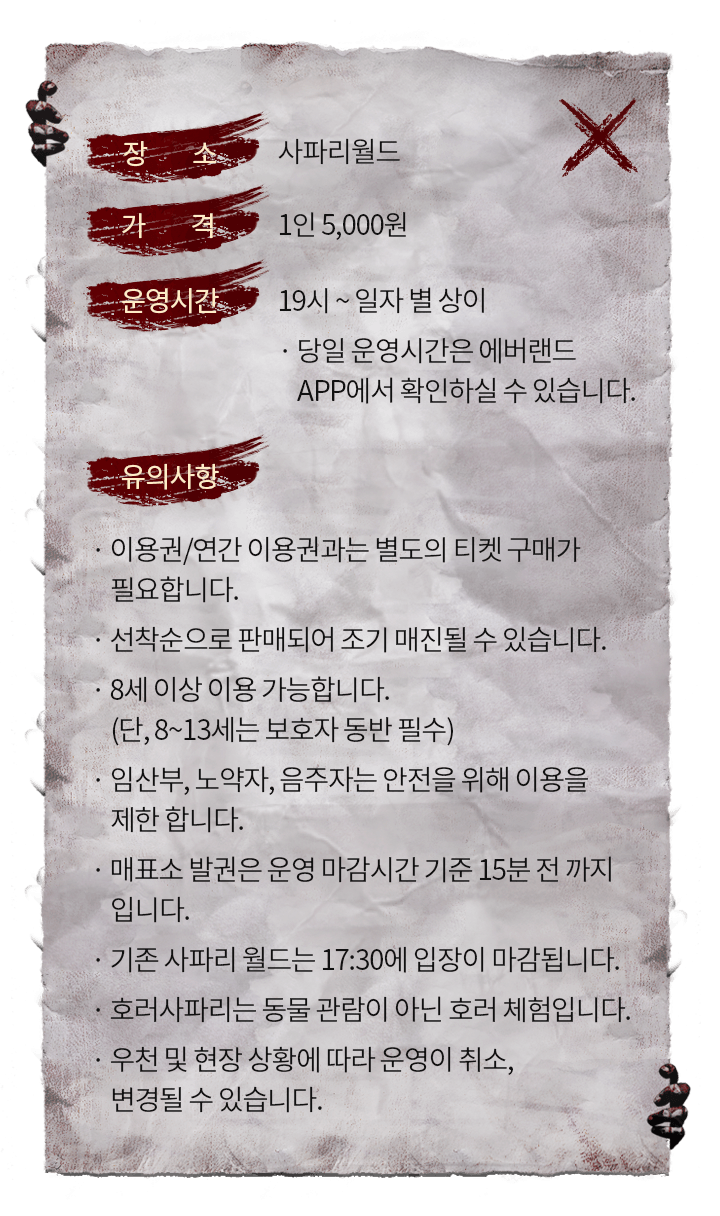 장 소 사파리월드
가 격 1인 5,000원
운영시간 19시 ~ 일자 별 상이
· 당일 운영시간은 에버랜드
APP에서 확인하실 수 있습니다.
유의사항
· 이용권/연간 이용권과는 별도의 티켓 구매가
필요합니다.
· 선착순으로 판매되어 조기 매진될 수 있습니다.
· 8세 이상 이용 가능합니다.
(단, 8~13세는 보호자 동반 필수)
· 임산부, 노약자, 음주자는 안전을 위해 이용을
제한 합니다.
· 매표소 발권은 운영 마감시간 기준 15분 전 까지
입니다.
· 기존 사파리 월드는 17:30에 입장이 마감됩니다.
· 호러사파리는 동물 관람이 아닌 호러 체험입니다.
· 우천 및 현장 상황에 따라 운영이 취소,
변경될 수 있습니다.